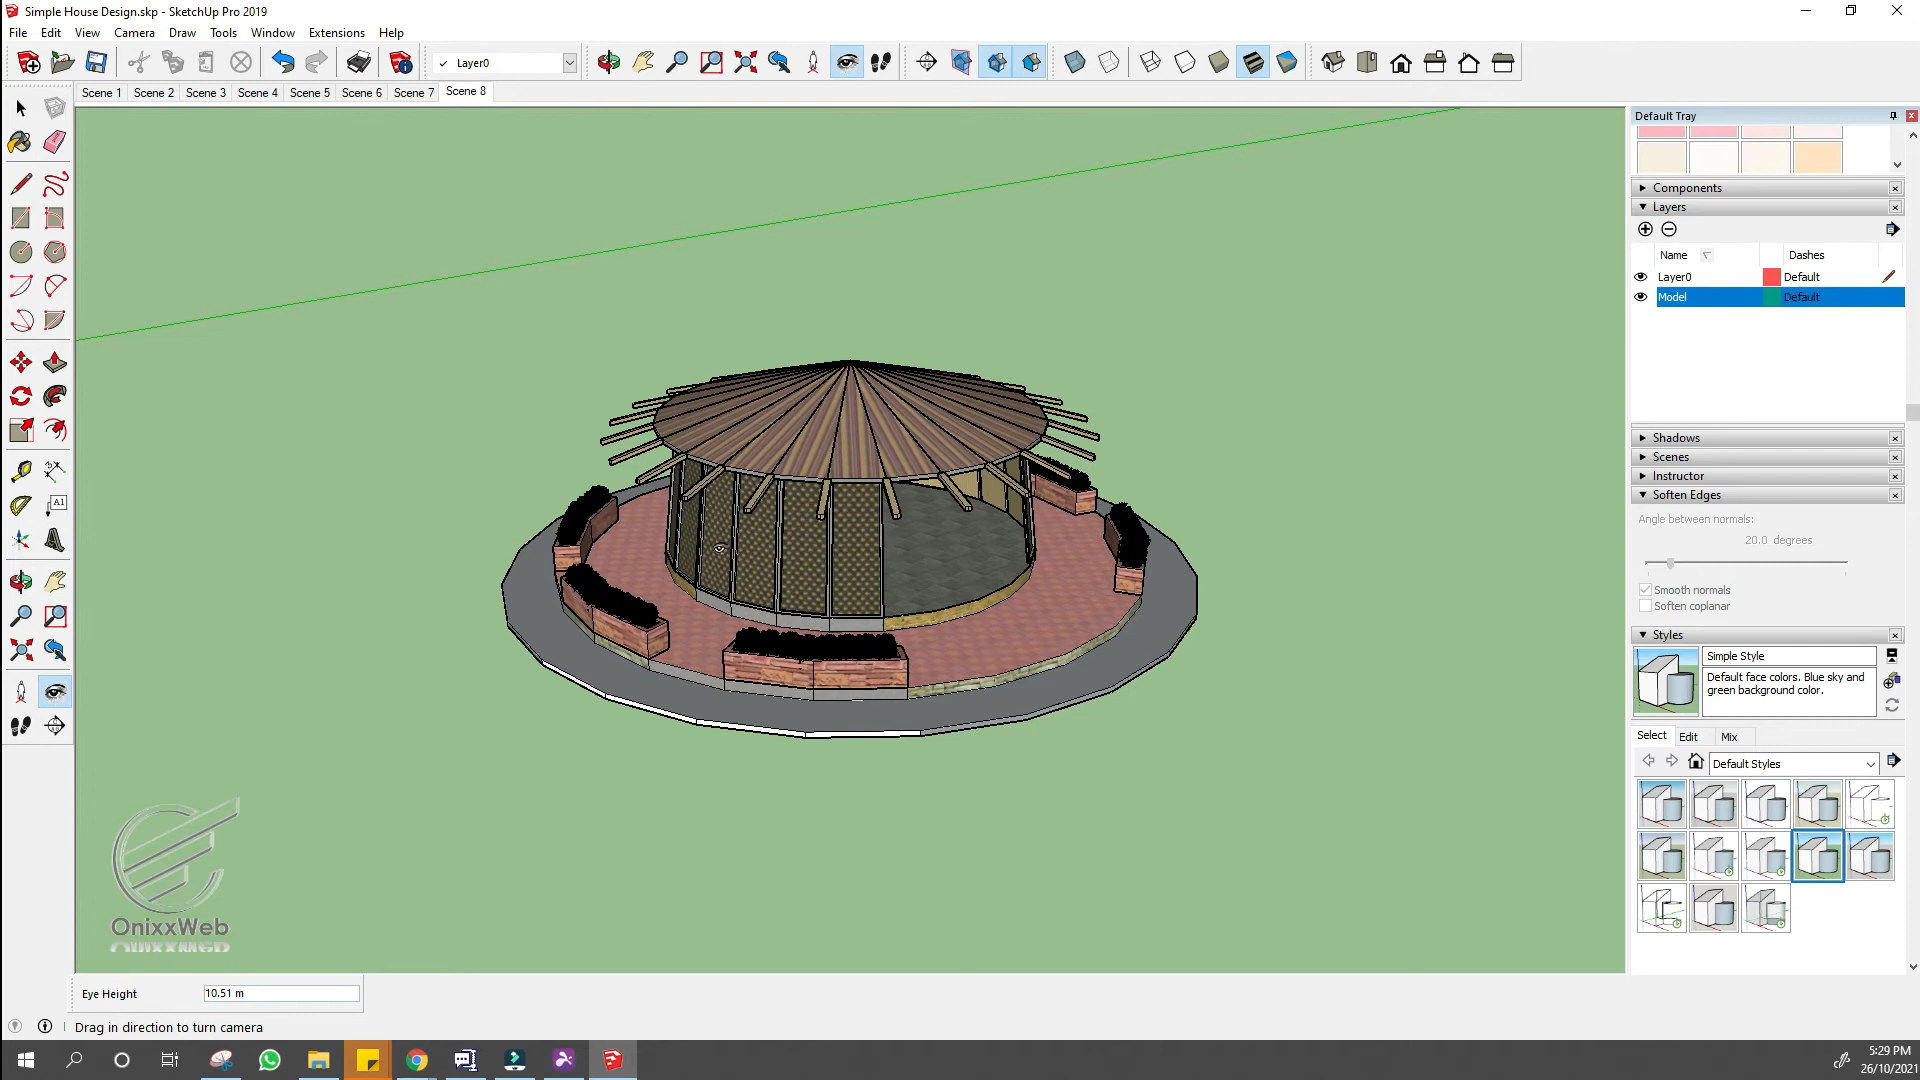 Simple House Design.skp - SketchUp Pro 2019
File Edit View Camera Draw Tools Window Extensions Help
Layer0
Scene 1 Scene 2 Scene 3 Scene 4 Scene 5 Scene 6 Scene 7 Scene 8
Default Tray
Components
Layers
Name Dashes
Layer0 Default
Model Default
Shadows
Scenes
Instructor
Soften Edges
Angle between normals:
20.0 degrees
Smooth normals
Soften coplanar
Styles
Simple Style
Default face colors. Blue sky and
green background color.
Select Edit Mix
Default Styles
A1
OnixxWeb
Eye Height 10.51 m
Drag in direction to turn camera
5:29 PM
26/10/2021